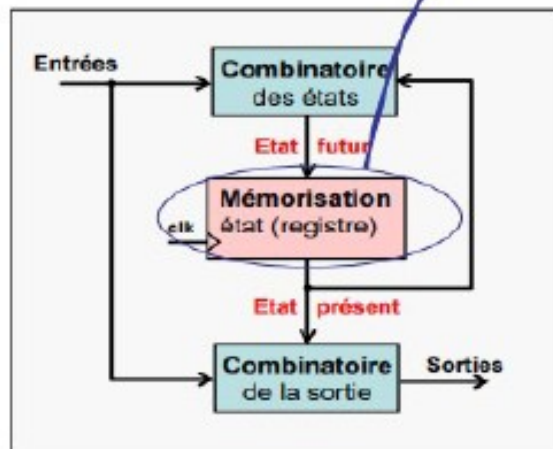 Entrées
Combinatoire
des états
Etat futur
Mémorisation
état (registre)
clk
Etat présent
Combinatoire
de la sortie
Sorties